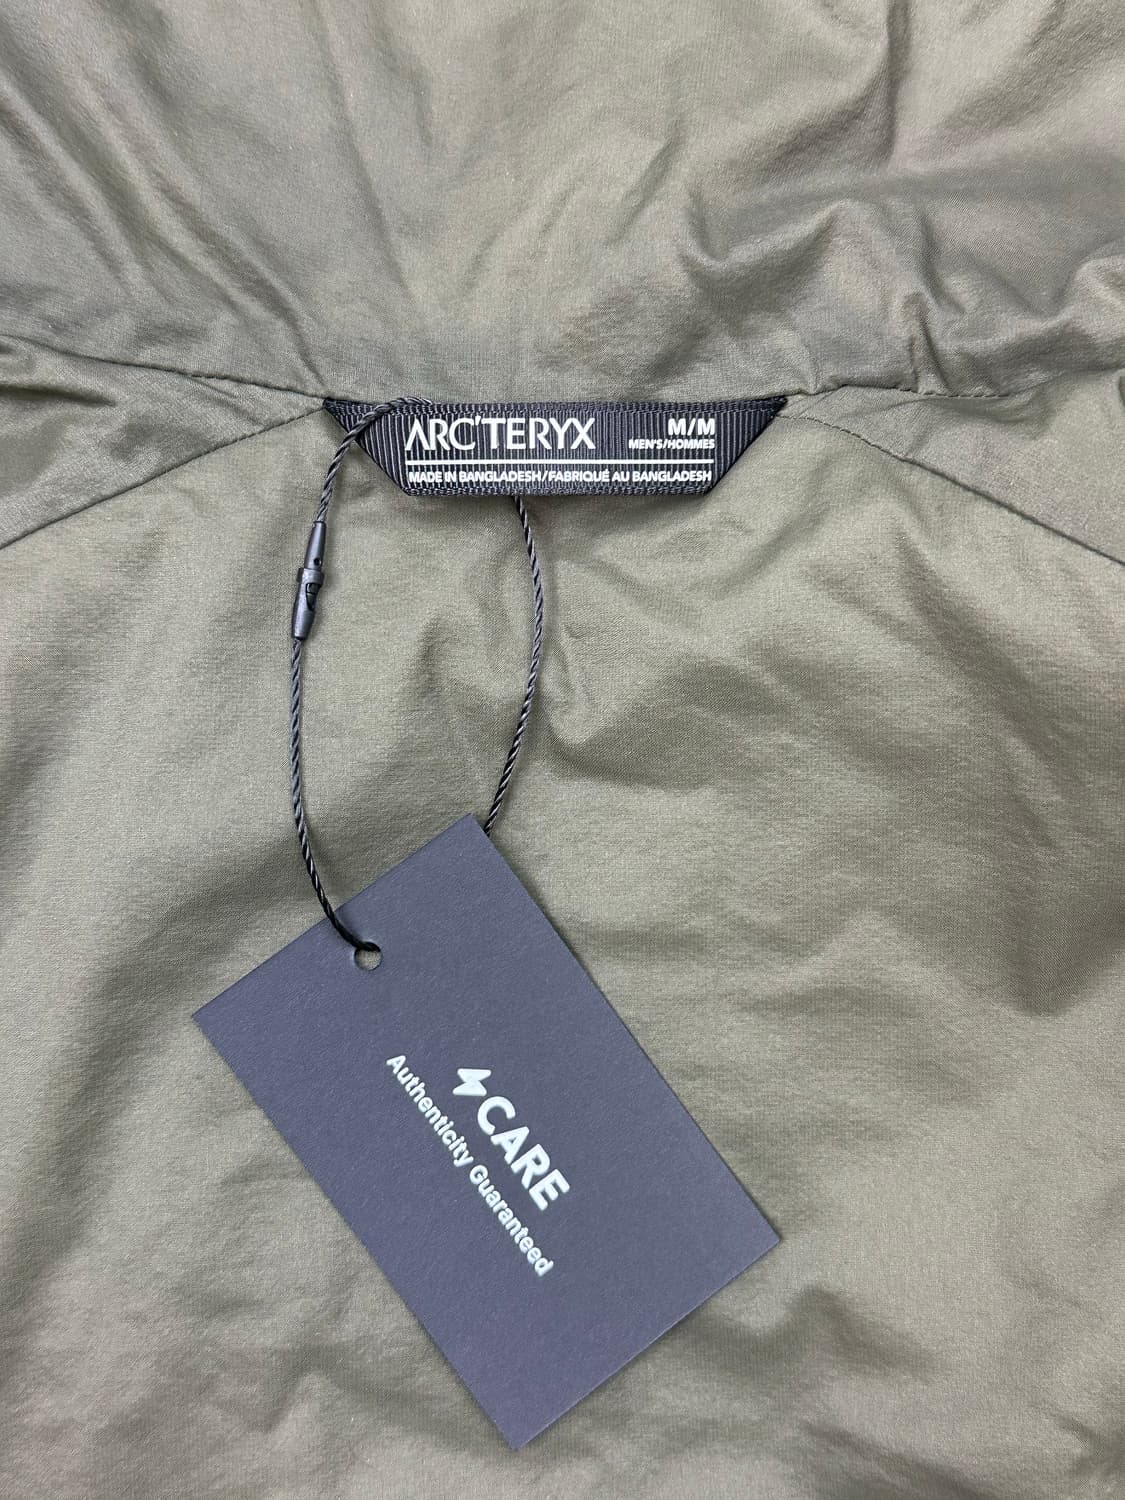 ARC'TERYX
M/M
MEN'S/HOMMES
MADE IN BANGLADESH/FABRIQUÉ AU BANGLADESH
CARE
Authenticity Guaranteed